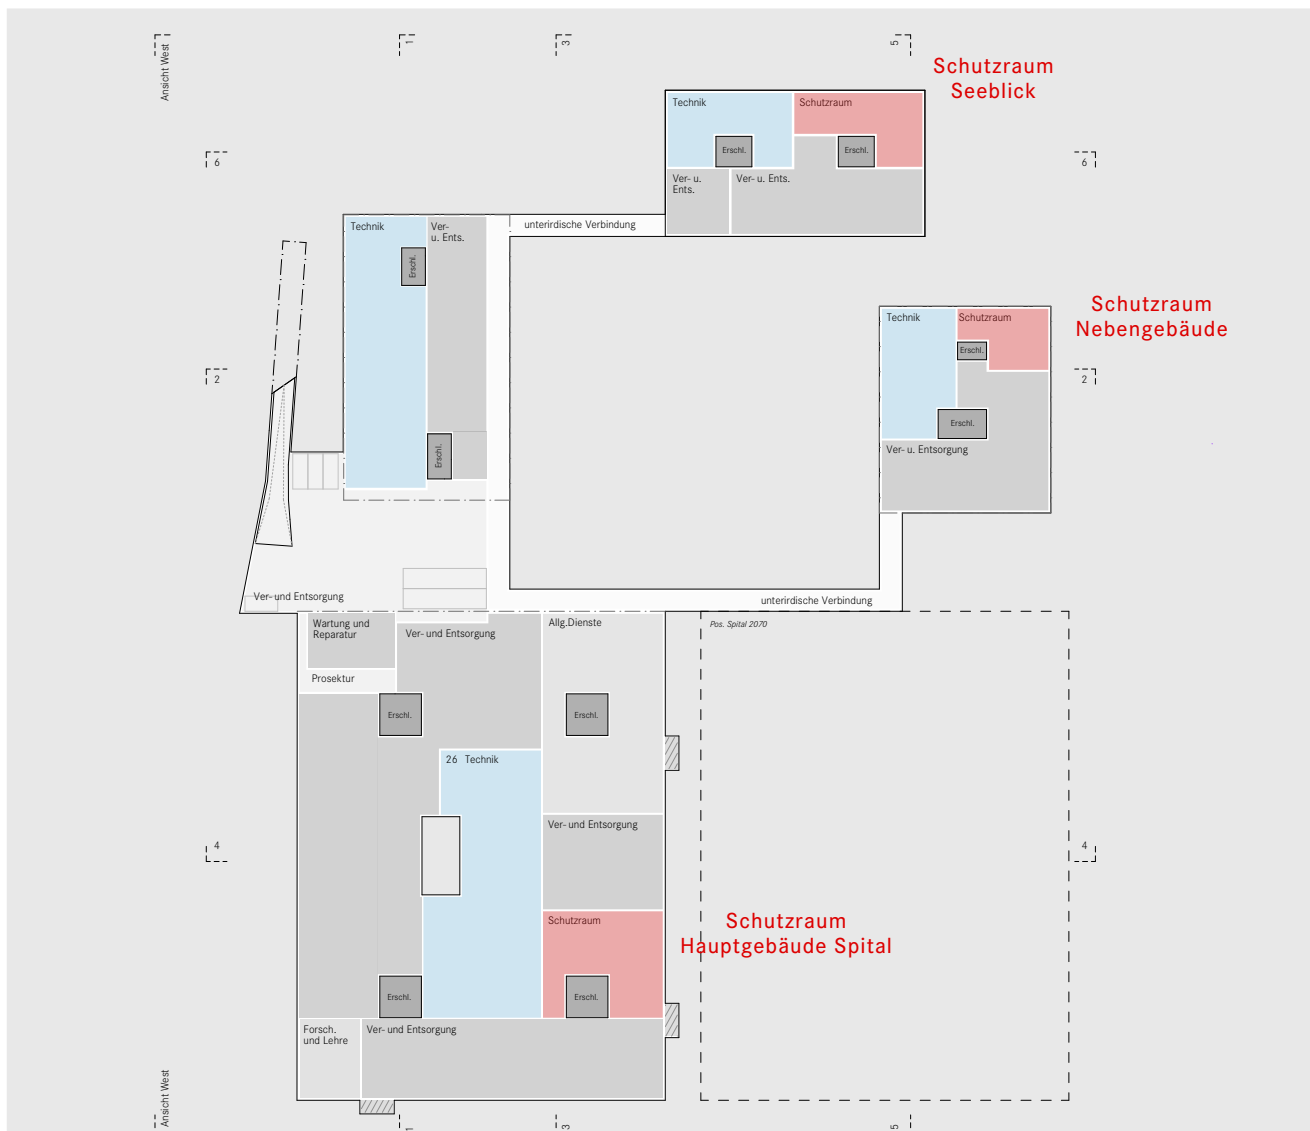 Ansicht West
1
3
5
Schutzraum
Seeblick
Technik
Schutzraum
Erschl.
Erschl.
6
6
Ver- u.
Ents.
Ver- u. Ents.
Technik
Ver-
u. Ents.
unterirdische Verbindung
Erschl.
Schutzraum
Nebengebäude
Technik
Schutzraum
Erschl.
2
2
Erschl.
Erschl.
Ver- u. Entsorgung
Ver- und Entsorgung
unterirdische Verbindung
Wartung und
Reparatur
Ver- und Entsorgung
Allg.Dienste
Pos. Spital 2070
Prosektur
Erschl.
Erschl.
26 Technik
Ver- und Entsorgung
4
4
Schutzraum
Schutzraum
Hauptgebäude Spital
Erschl.
Erschl.
Forsch.
und Lehre
Ver- und Entsorgung
Ansicht West
1
3
5